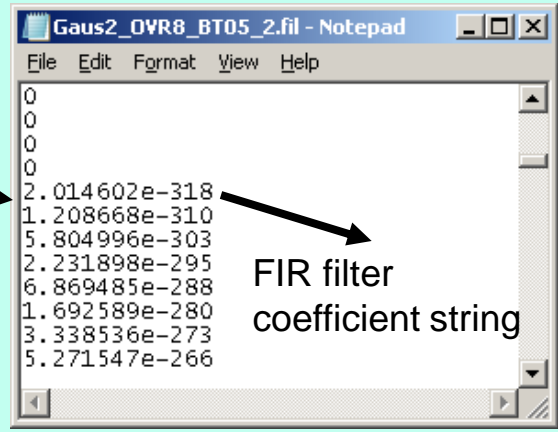 Gaus2_OVR8_BT05_2.fil - Notepad
File Edit Format View Help
0
0
0
0
2.014602e-318
1.208668e-310
5.804996e-303
2.231898e-295
6.869485e-288
1.692589e-280
3.338536e-273
5.271547e-266
FIR filter
coefficient string